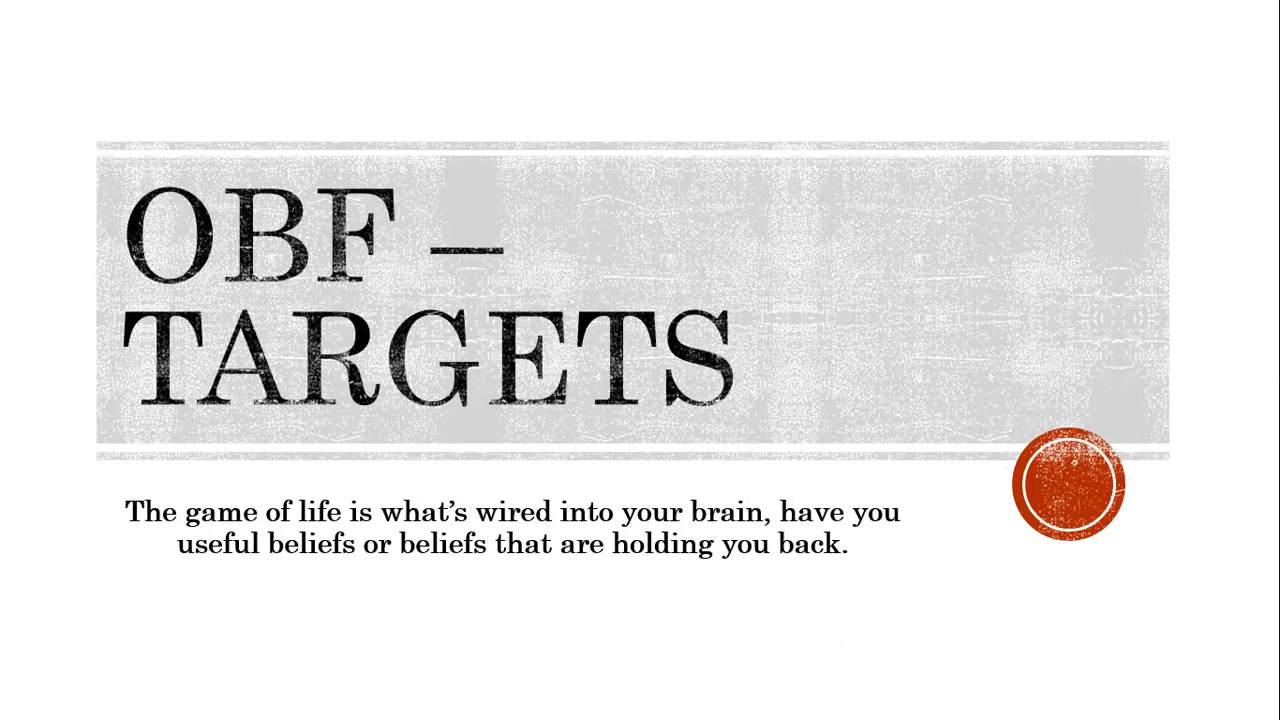 OBF –
TARGETS
The game of life is what’s wired into your brain, have you
useful beliefs or beliefs that are holding you back.